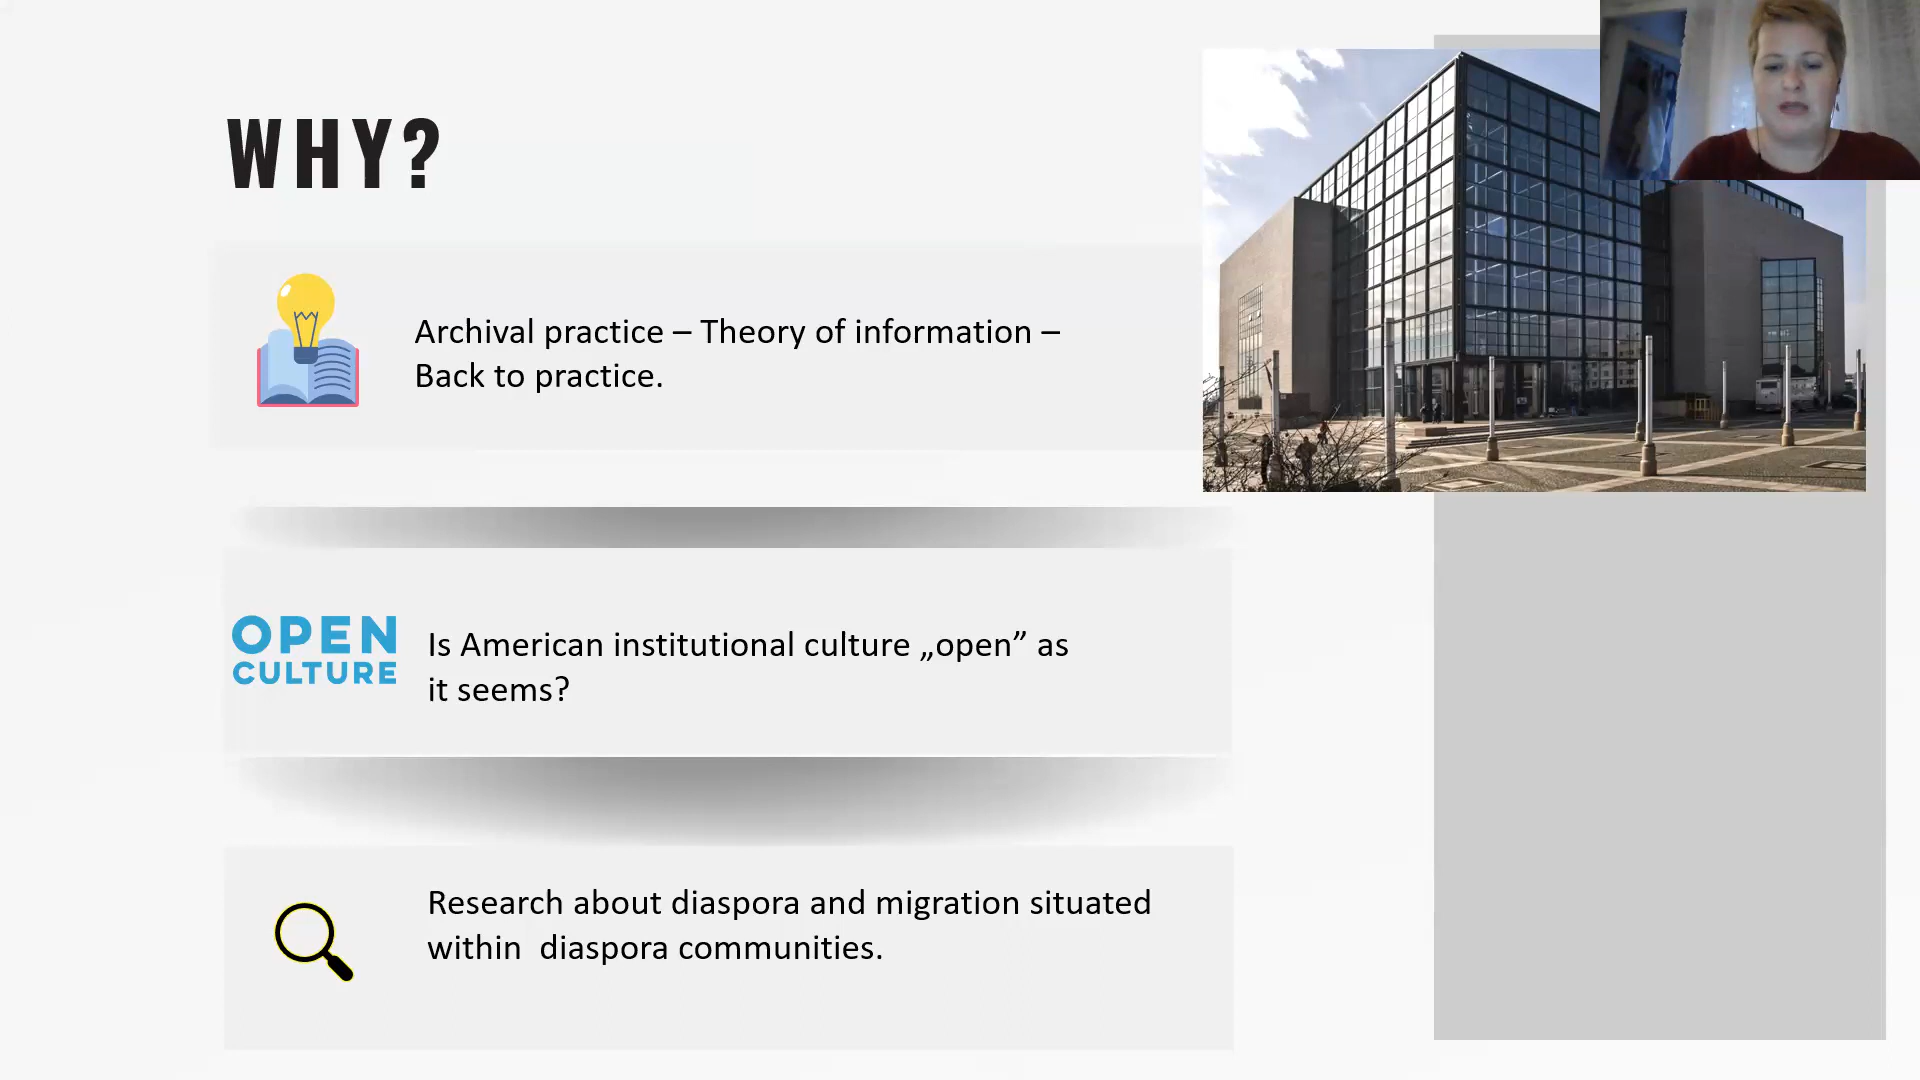 WHY?
Archival practice – Theory of information –
Back to practice.
OPEN
CULTURE
Is American institutional culture „open” as
it seems?
Research about diaspora and migration situated
within  diaspora communities.